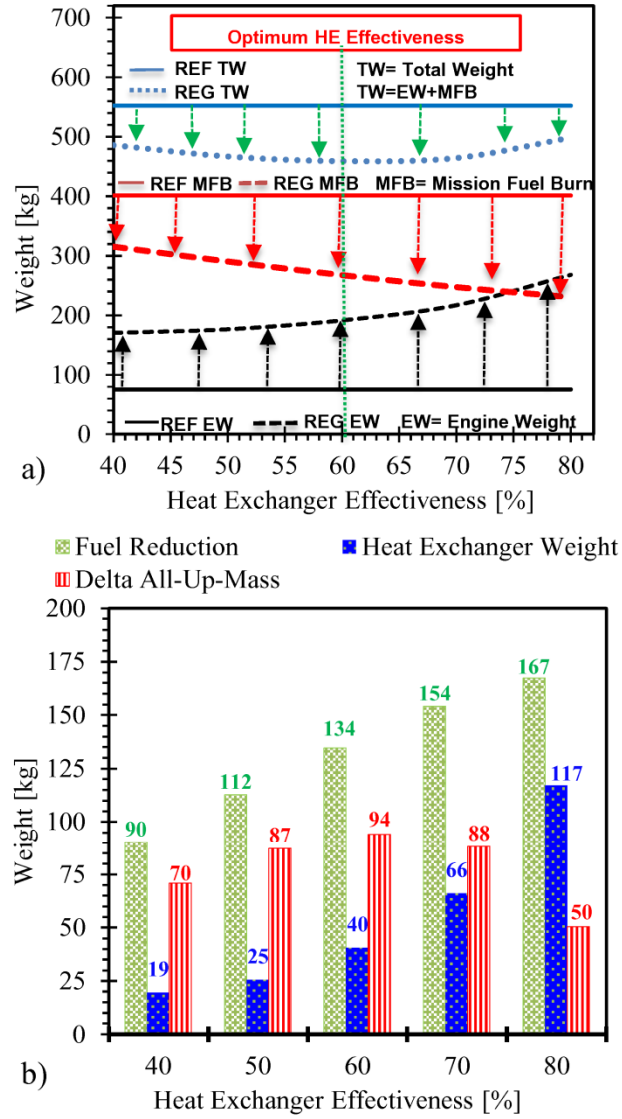 Optimum HE Effectiveness
REF TW TW= Total Weight
REG TW TW=EW+MFB
REF MFB REG MFB MFB= Mission Fuel Burn
REF EW REG EW EW= Engine Weight
Weight [kg]
700
600
500
400
300
200
100
0
40 45 50 55 60 65 70 75 80
Heat Exchanger Effectiveness [%]
a)
Fuel Reduction Heat Exchanger Weight
Delta All-Up-Mass
Weight [kg]
200
175
150
125
100
75
50
25
0
90 19 70
112 25 87
134 40 94
154 66 88
167 117 50
40 50 60 70 80
Heat Exchanger Effectiveness [%]
b)